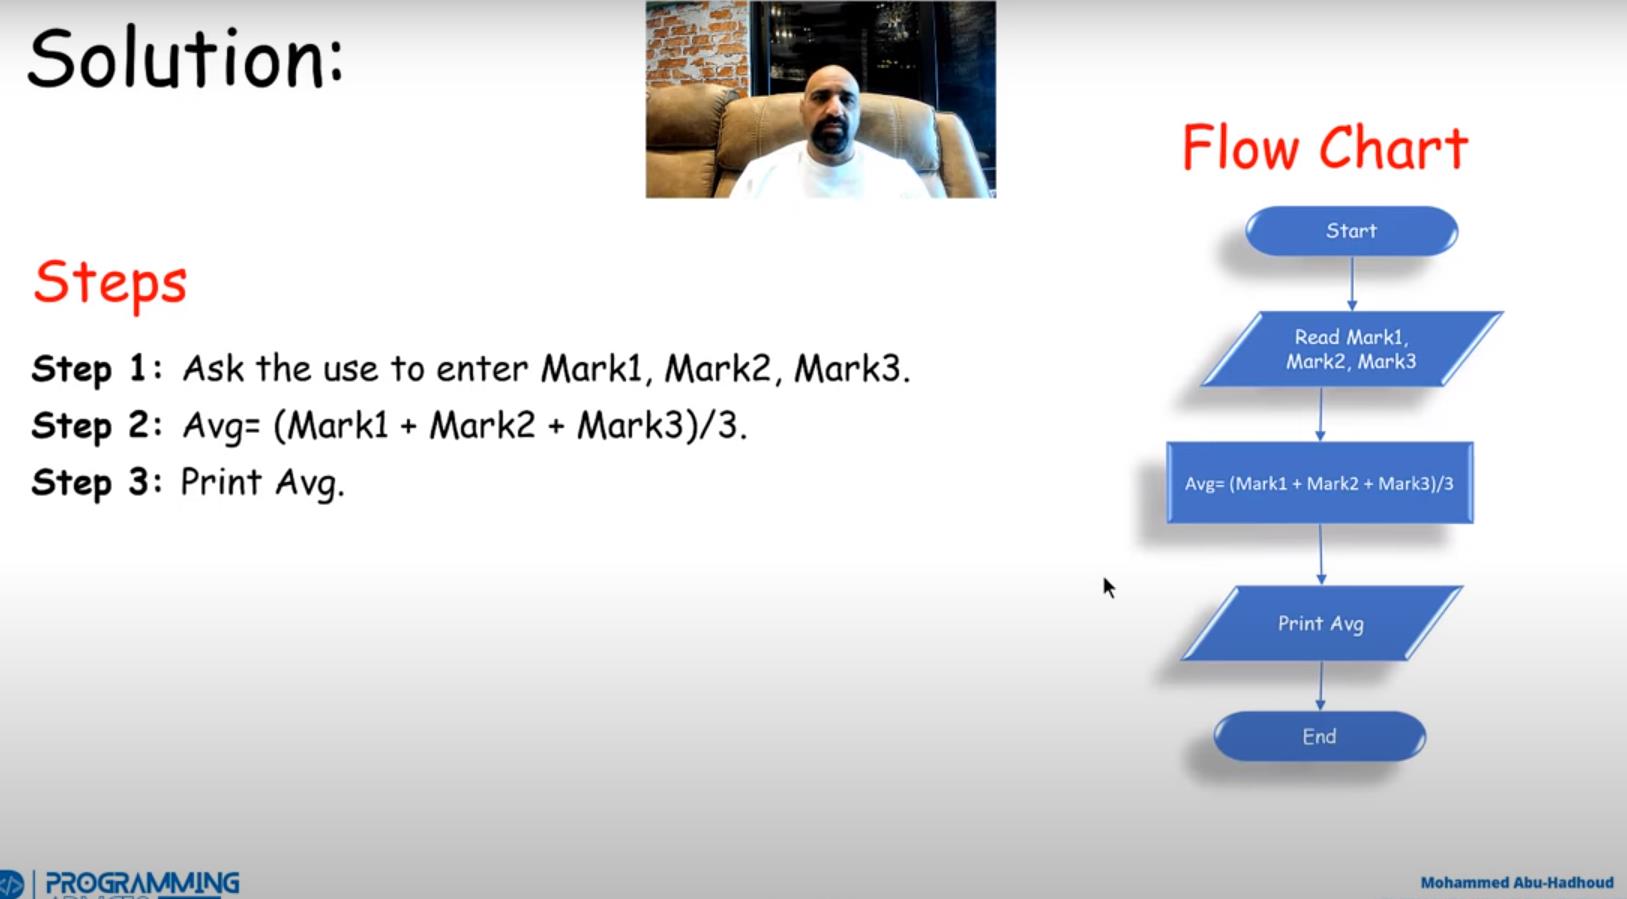 Solution:
Flow Chart
Steps
Step 1: Ask the use to enter Mark1, Mark2, Mark3.
Step 2: Avg= (Mark1 + Mark2 + Mark3)/3.
Step 3: Print Avg.
Start
Read Mark1,
Mark2, Mark3
Avg= (Mark1 + Mark2 + Mark3)/3
Print Avg
End
</> PROGRAMMING
Mohammed Abu-Hadhoud